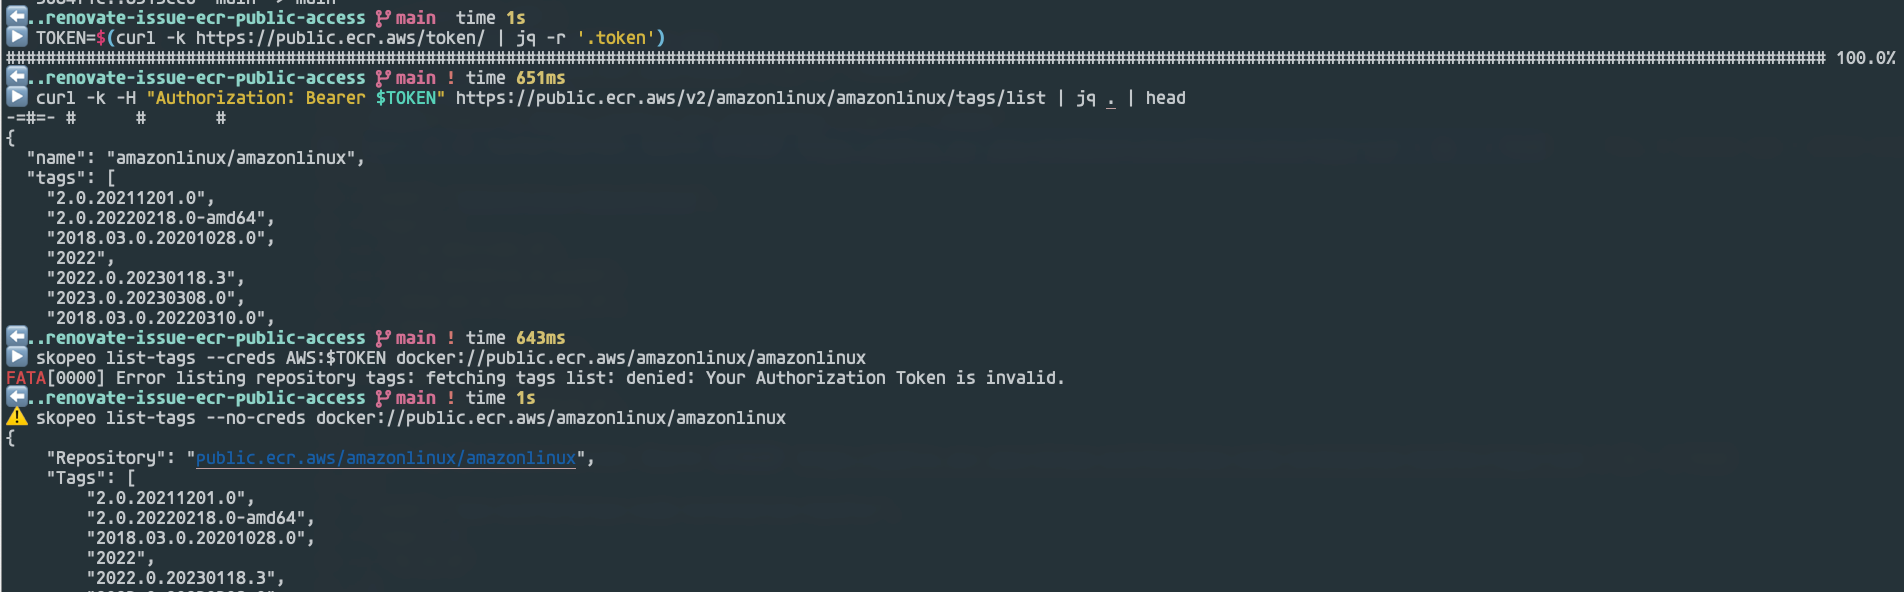 ..renovate-issue-ecr-public-access main time 1s
TOKEN=$(curl -k https://public.ecr.aws/token/ | jq -r '.token')
###################################################################################################################################################################################### 100.0%
..renovate-issue-ecr-public-access main ! time 651ms
curl -k -H "Authorization: Bearer $TOKEN" https://public.ecr.aws/v2/amazonlinux/amazonlinux/tags/list | jq . | head
-=#=- #      #       #
{
  "name": "amazonlinux/amazonlinux",
  "tags": [
    "2.0.20211201.0",
    "2.0.20220218.0-amd64",
    "2018.03.0.20201028.0",
    "2022",
    "2022.0.20230118.3",
    "2023.0.20230308.0",
    "2018.03.0.20220310.0",
..renovate-issue-ecr-public-access main ! time 643ms
skopeo list-tags --creds AWS:$TOKEN docker://public.ecr.aws/amazonlinux/amazonlinux
FATA[0000] Error listing repository tags: fetching tags list: denied: Your Authorization Token is invalid.
..renovate-issue-ecr-public-access main ! time 1s
skopeo list-tags --no-creds docker://public.ecr.aws/amazonlinux/amazonlinux
{
    "Repository": "public.ecr.aws/amazonlinux/amazonlinux",
    "Tags": [
        "2.0.20211201.0",
        "2.0.20220218.0-amd64",
        "2018.03.0.20201028.0",
        "2022",
        "2022.0.20230118.3",